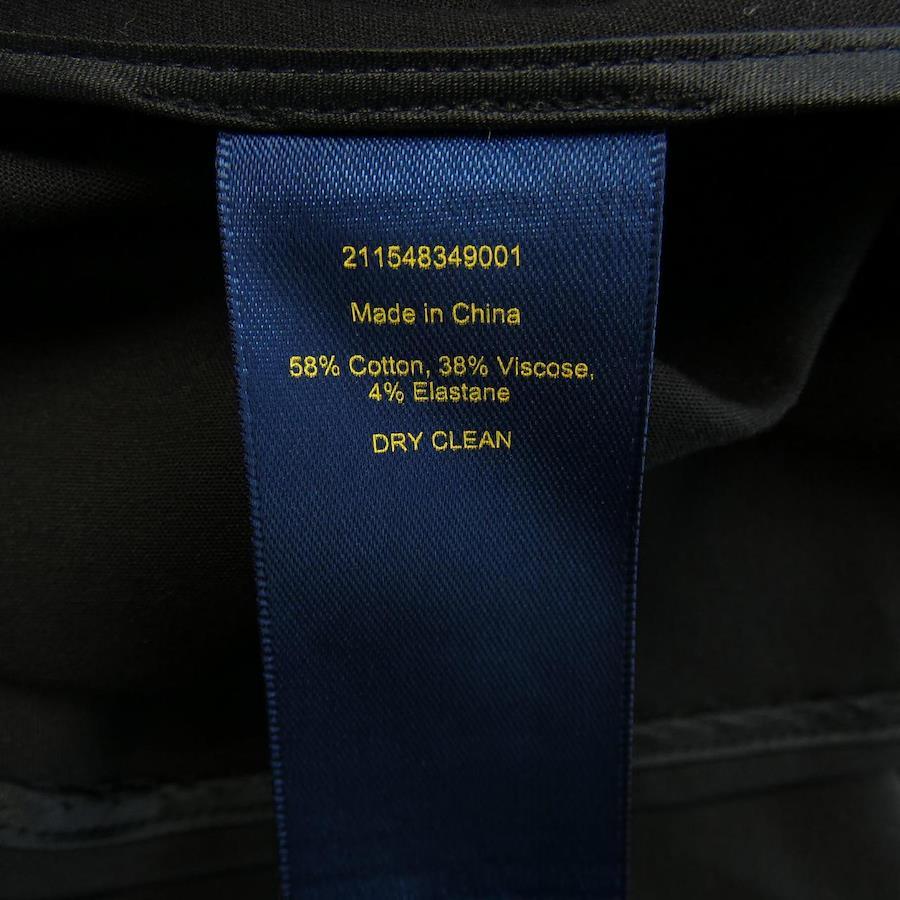 211548349001
Made in China
58% Cotton, 38% Viscose,
4% Elastane
DRY CLEAN